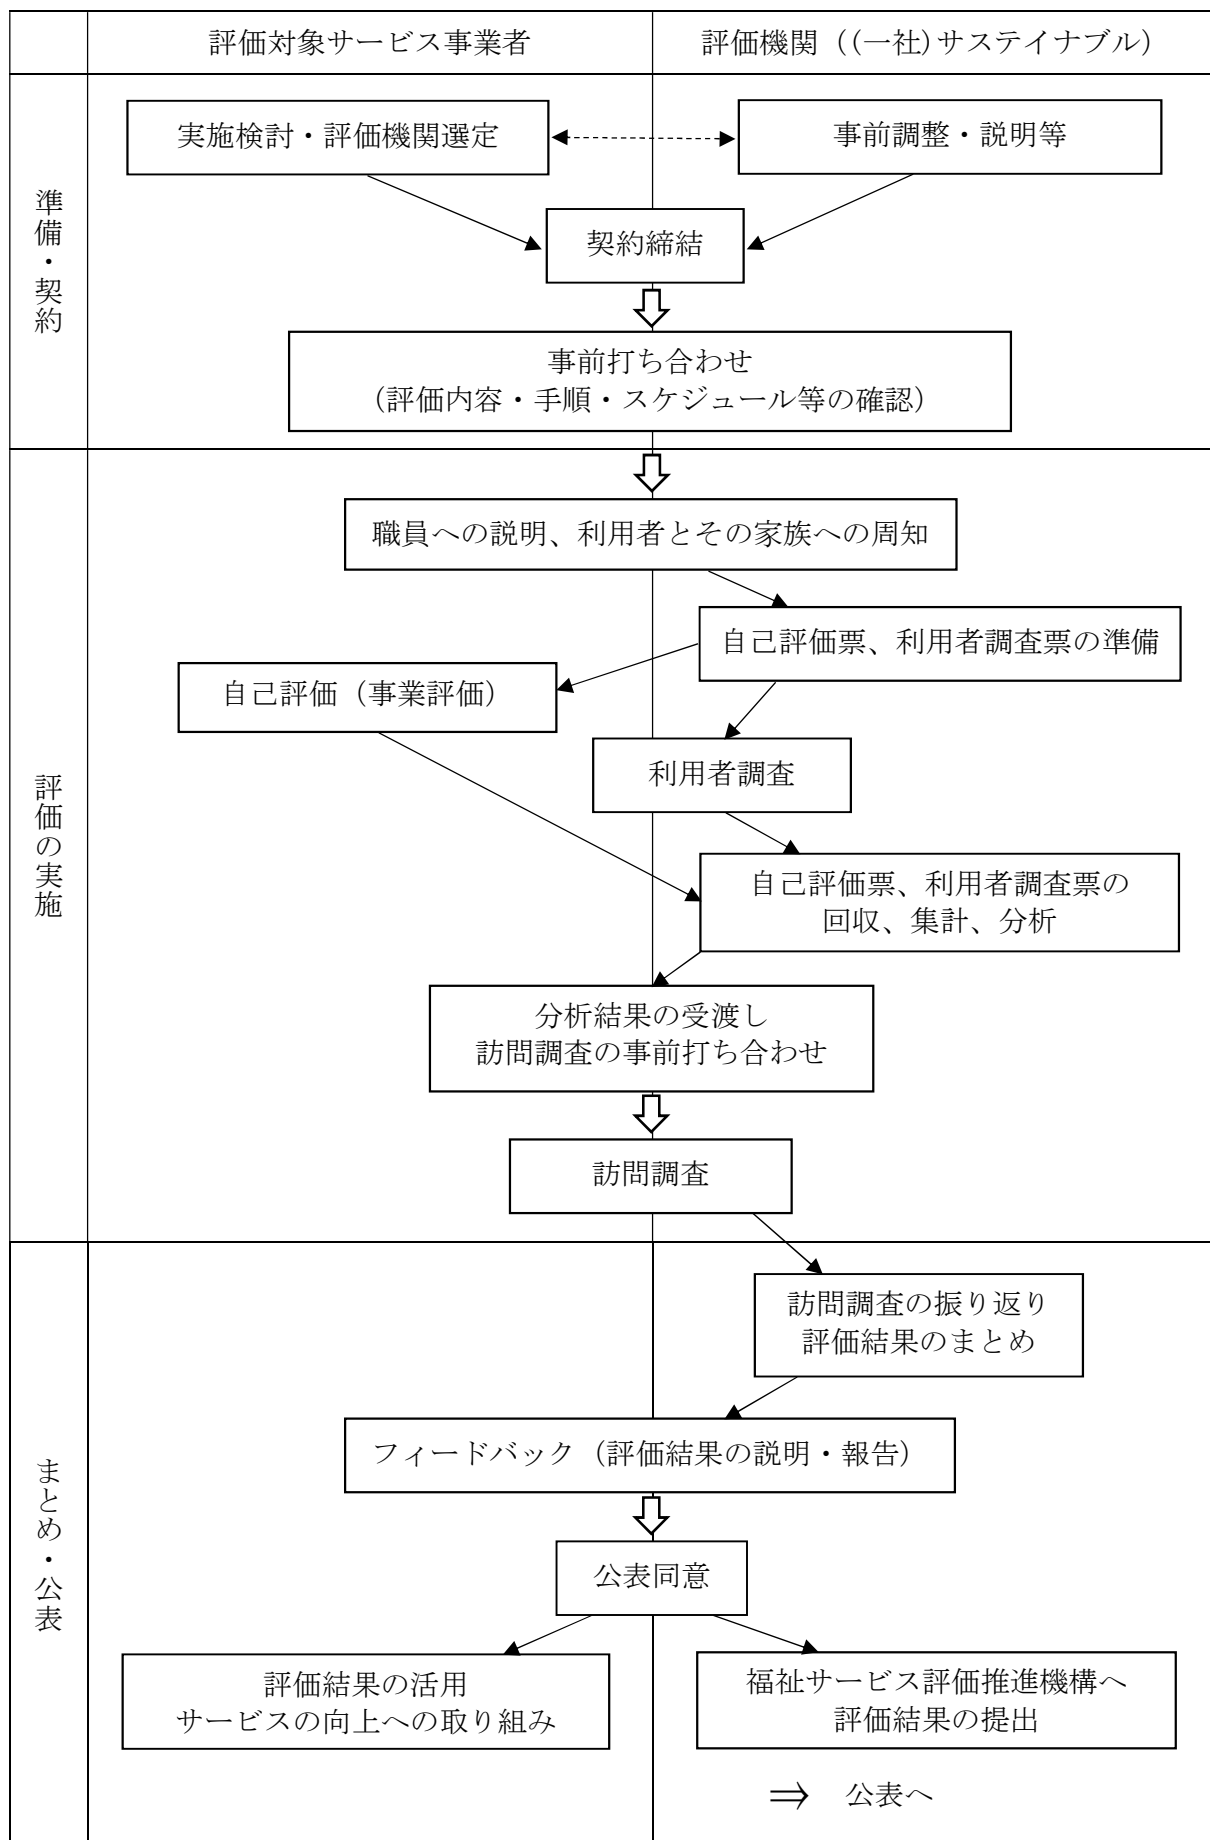 評価対象サービス事業者
評価機関（(一社)サステイナブル）
準備・契約
実施検討・評価機関選定
事前調整・説明等
契約締結
事前打ち合わせ
（評価内容・手順・スケジュール等の確認）
評価の実施
職員への説明、利用者とその家族への周知
自己評価票、利用者調査票の準備
自己評価（事業評価）
利用者調査
自己評価票、利用者調査票の
回収、集計、分析
分析結果の受渡し
訪問調査の事前打ち合わせ
訪問調査
まとめ・公表
訪問調査の振り返り
評価結果のまとめ
フィードバック（評価結果の説明・報告）
公表同意
評価結果の活用
サービスの向上への取り組み
福祉サービス評価推進機構へ
評価結果の提出
⇒　公表へ